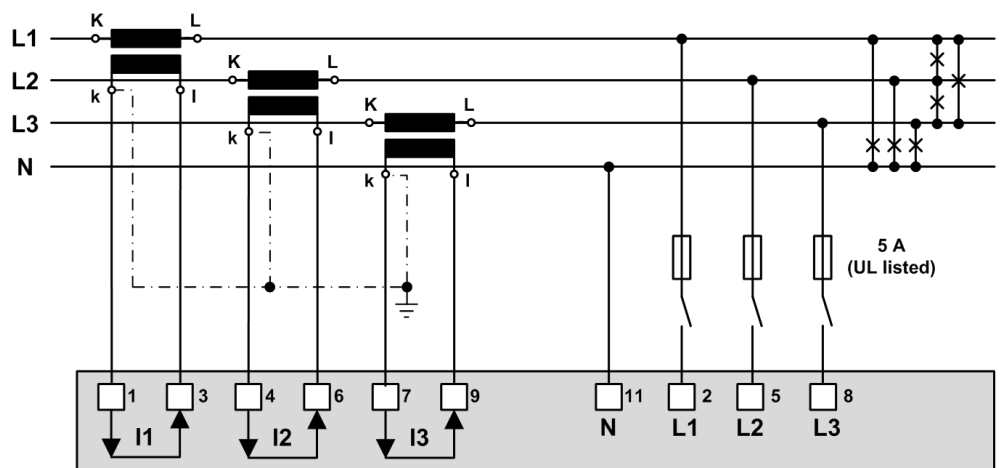 K L
L1
K L
L2
k l
K L
L3
k l
N
k l
5 A
(UL listed)
1 3 4 6 7 9 11 2 5 8
I1 I2 I3 N L1 L2 L3